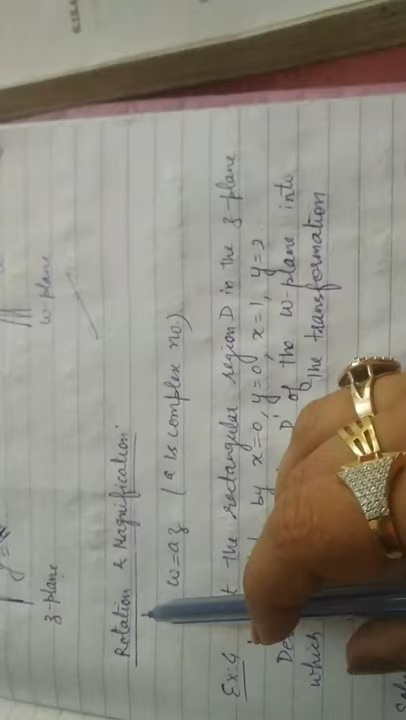 z-plane w-plane
Rotation & Magnification:
w=az (a is complex no.)
Ex:4 the rectangular region D in the z-plane
by x=0, y=0, x=1, y=2
D' of the w-plane into
which the transformation